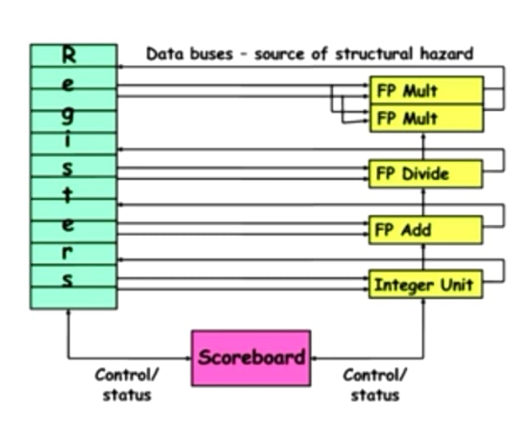 Registers
Data buses - source of structural hazard
FP Mult
FP Mult
FP Divide
FP Add
Integer Unit
Scoreboard
Control/
status
Control/
status